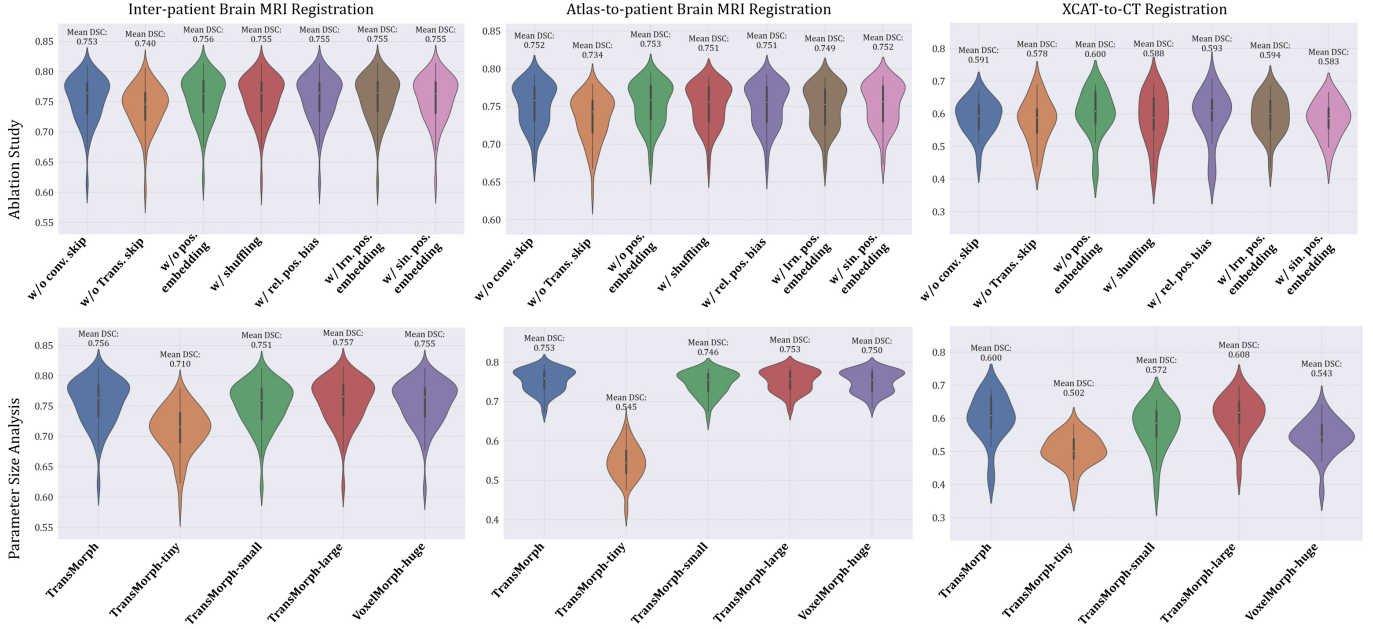 Inter-patient Brain MRI Registration
Atlas-to-patient Brain MRI Registration
XCAT-to-CT Registration
Ablation Study
0.85
0.80
0.75
0.70
0.65
0.60
0.55
Mean DSC:
0.753
Mean DSC:
0.740
Mean DSC:
0.756
Mean DSC:
0.755
Mean DSC:
0.755
Mean DSC:
0.755
Mean DSC:
0.755
w/o conv. skip
w/o Trans. skip
w/o pos.
embedding
w/ shuffling
w/ rel. pos. bias
w/ lrn. pos.
embedding
w/ sin. pos.
embedding
0.85
0.80
0.75
0.70
0.65
0.60
Mean DSC:
0.752
Mean DSC:
0.734
Mean DSC:
0.753
Mean DSC:
0.751
Mean DSC:
0.751
Mean DSC:
0.749
Mean DSC:
0.752
w/o conv. skip
w/o Trans. skip
w/o pos.
embedding
w/ shuffling
w/ rel. pos. bias
w/ lrn. pos.
embedding
w/ sin. pos.
embedding
0.8
0.7
0.6
0.5
0.4
0.3
Mean DSC:
0.591
Mean DSC:
0.578
Mean DSC:
0.600
Mean DSC:
0.588
Mean DSC:
0.593
Mean DSC:
0.594
Mean DSC:
0.583
w/o conv. skip
w/o Trans. skip
w/o pos.
embedding
w/ shuffling
w/ rel. pos. bias
w/ lrn. pos.
embedding
w/ sin. pos.
embedding
Parameter Size Analysis
0.85
0.80
0.75
0.70
0.65
0.60
0.55
Mean DSC:
0.756
Mean DSC:
0.710
Mean DSC:
0.751
Mean DSC:
0.757
Mean DSC:
0.755
TransMorph
TransMorph-tiny
TransMorph-small
TransMorph-large
VoxelMorph-huge
0.8
0.7
0.6
0.5
0.4
Mean DSC:
0.753
Mean DSC:
0.545
Mean DSC:
0.746
Mean DSC:
0.753
Mean DSC:
0.750
TransMorph
TransMorph-tiny
TransMorph-small
TransMorph-large
VoxelMorph-huge
0.8
0.7
0.6
0.5
0.4
0.3
Mean DSC:
0.600
Mean DSC:
0.502
Mean DSC:
0.572
Mean DSC:
0.608
Mean DSC:
0.543
TransMorph
TransMorph-tiny
TransMorph-small
TransMorph-large
VoxelMorph-huge